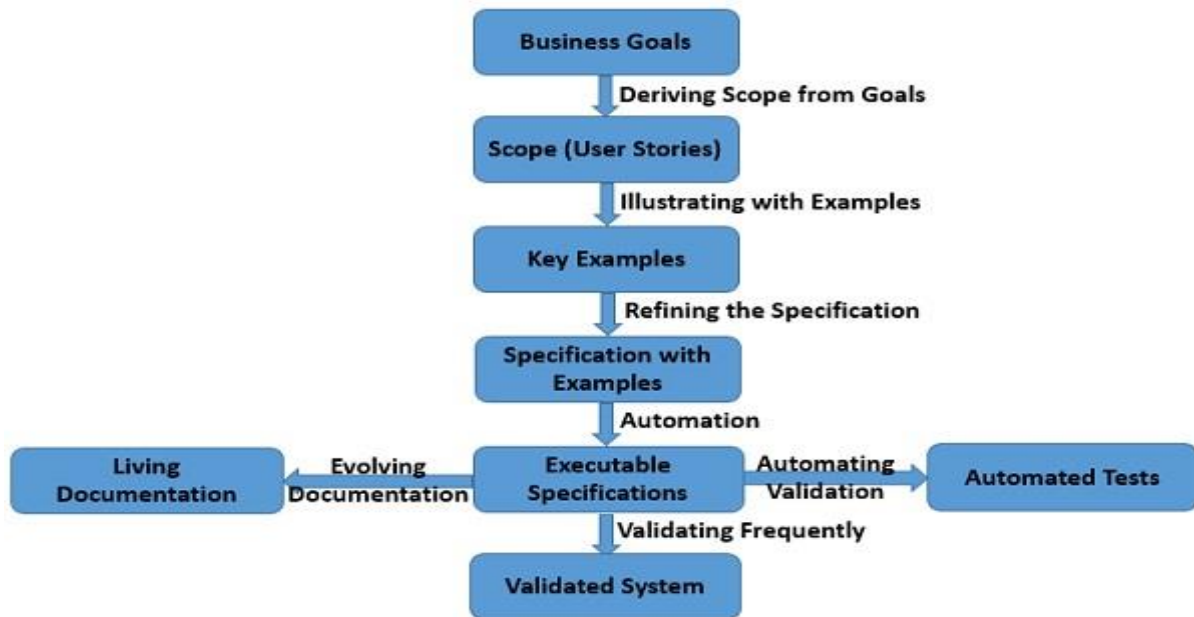 Business Goals
Deriving Scope from Goals
Scope (User Stories)
Illustrating with Examples
Key Examples
Refining the Specification
Specification with
Examples
Automation
Living
Documentation
Evolving
Documentation
Executable
Specifications
Automating
Validation
Automated Tests
Validating Frequently
Validated System